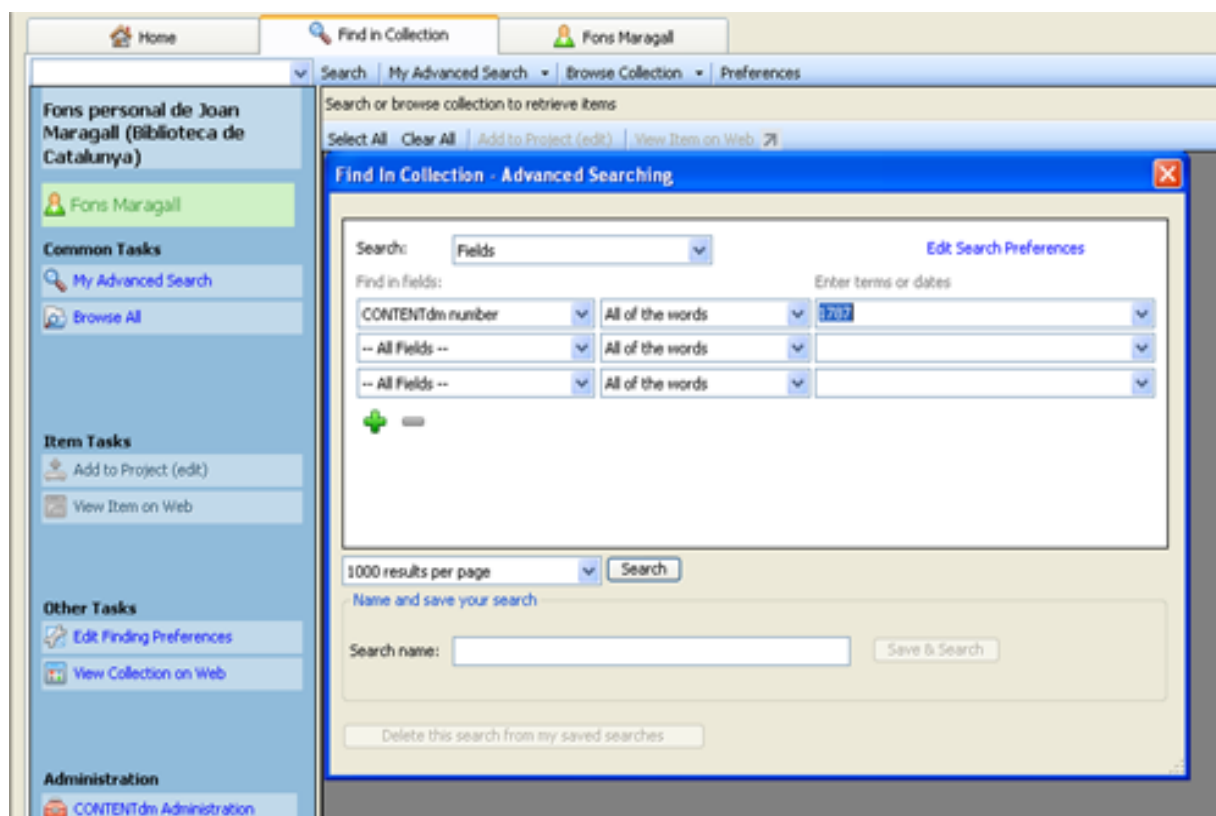 Home
Find in Collection
Fons Maragall
Search
My Advanced Search
Browse Collection
Preferences
Fons personal de Joan
Maragall (Biblioteca de
Catalunya)
Fons Maragall
Common Tasks
My Advanced Search
Browse All
Item Tasks
Add to Project (edit)
View Item on Web
Other Tasks
Edit Finding Preferences
View Collection on Web
Administration
CONTENTdm Administration
Search or browse collection to retrieve items
Select All
Clear All
Add to Project (edit)
View Item on Web
Find In Collection - Advanced Searching
Search:
Fields
Edit Search Preferences
Find in fields:
Enter terms or dates
CONTENTdm number
All of the words
1787
-- All Fields --
All of the words
-- All Fields --
All of the words
1000 results per page
Search
Name and save your search
Search name:
Save & Search
Delete this search from my saved searches